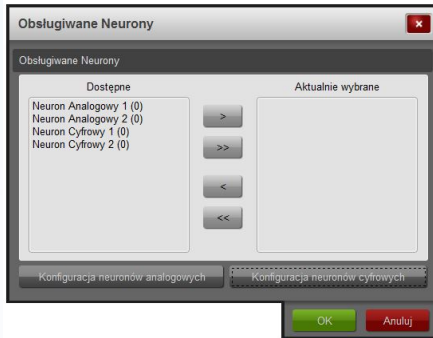 Obsługiwane Neurony
Obsługiwane Neurony
Dostępne
Aktualnie wybrane
Neuron Analogowy 1 (0)
Neuron Analogowy 2 (0)
Neuron Cyfrowy 1 (0)
Neuron Cyfrowy 2 (0)
>
>>
<
<<
Konfiguracja neuronów analogowych
Konfiguracja neuronów cyfrowych
OK
Anuluj